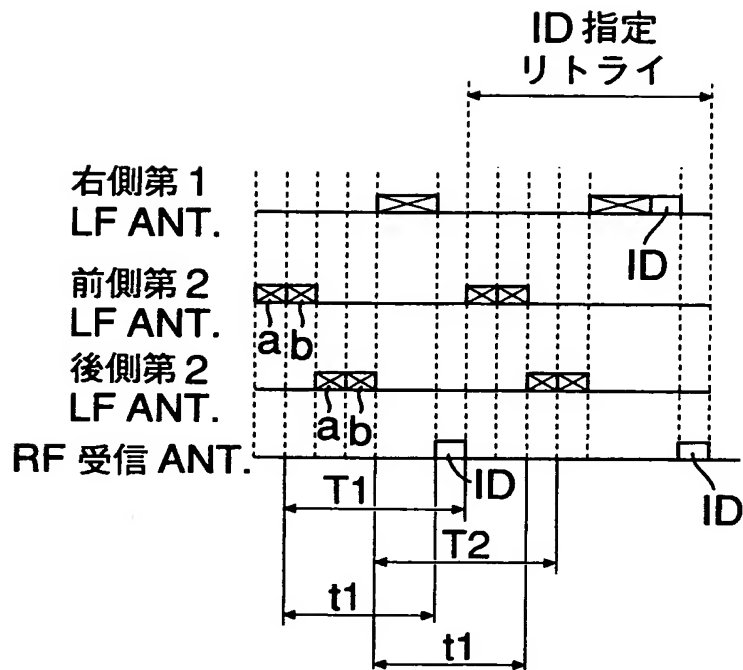 ID 指定
リトライ
右側第1
LF ANT.
ID
前側第2
LF ANT.
a b
後側第2
LF ANT.
a b
RF 受信 ANT.
ID
ID
T1
T2
t1
t1